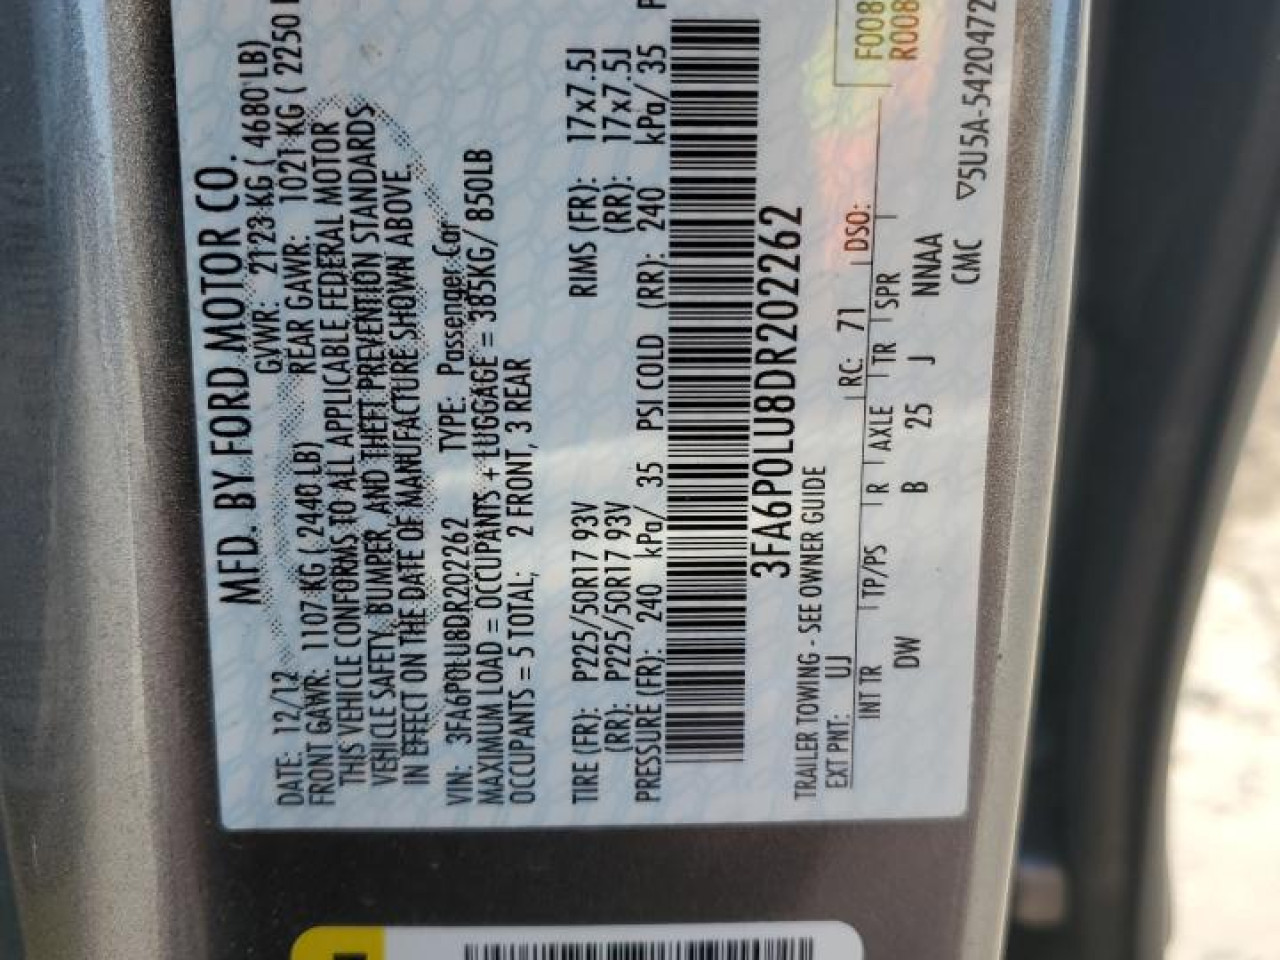 MFD. BY FORD MOTOR CO.
DATE: 12/12 GVWR: 2123 KG ( 4680 LB)
FRONT GAWR: 1107 KG ( 2440 LB) REAR GAWR: 1021 KG ( 2250
THIS VEHICLE CONFORMS TO ALL APPLICABLE FEDERAL MOTOR
VEHICLE SAFETY, BUMPER, AND THEFT PREVENTION STANDARDS
IN EFFECT ON THE DATE OF MANUFACTURE SHOWN ABOVE.
VIN: 3FA6P0LU8DR202262 TYPE: Passenger Car
MAXIMUM LOAD = OCCUPANTS + LUGGAGE = 385KG/ 850LB
OCCUPANTS = 5 TOTAL, 2 FRONT, 3 REAR
TIRE (FR): P225/50R17 93V RIMS (FR): 17x7.5J
(RR): P225/50R17 93V (RR): 17x7.5J
PRESSURE (FR): 240 kPa/ 35 PSI COLD (RR): 240 kPa/ 35 P
3FA6P0LU8DR202262
F008
R008
TRAILER TOWING - SEE OWNER GUIDE
EXT PNT: UJ RC: 71 DSO:
INT TR TP/PS R AXLE TR SPR
DW B 25 J NNAA
CMC ▽5U5A-5420472